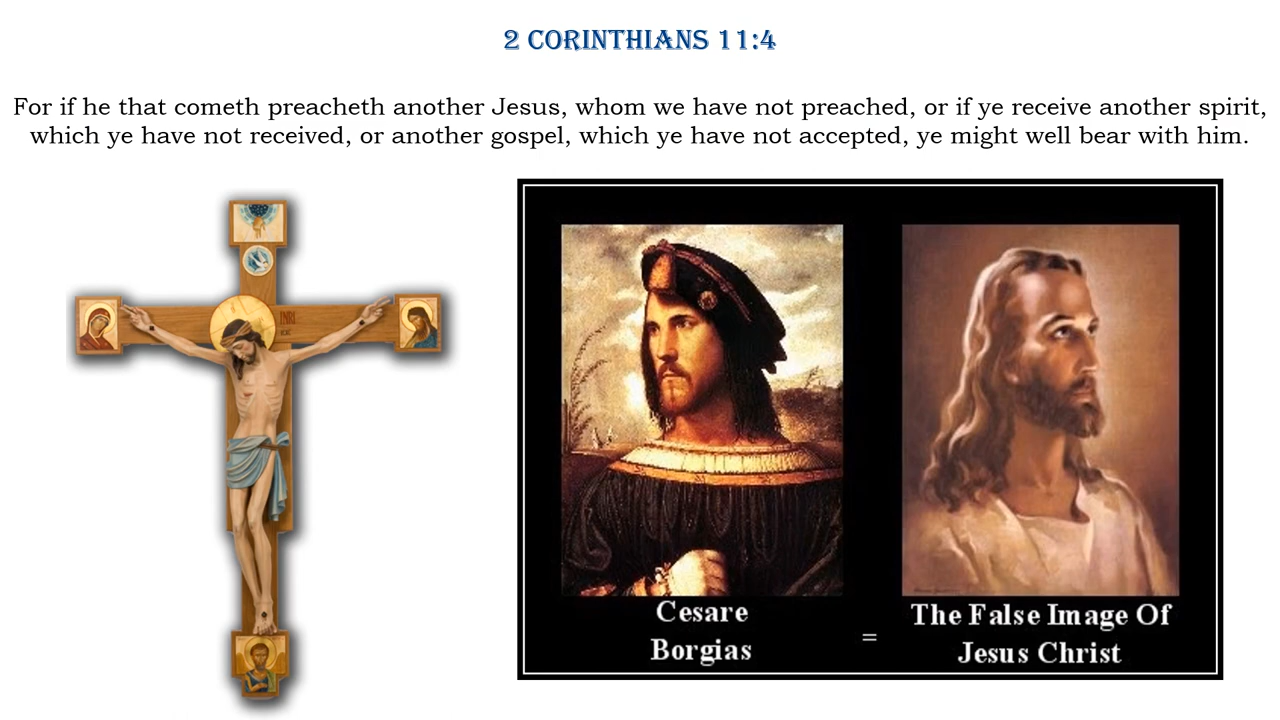 2 CORINTHIANS 11:4
For if he that cometh preacheth another Jesus, whom we have not preached, or if ye receive another spirit,
which ye have not received, or another gospel, which ye have not accepted, ye might well bear with him.
INRI
Cesare
Borgias
=
The False Image Of
Jesus Christ